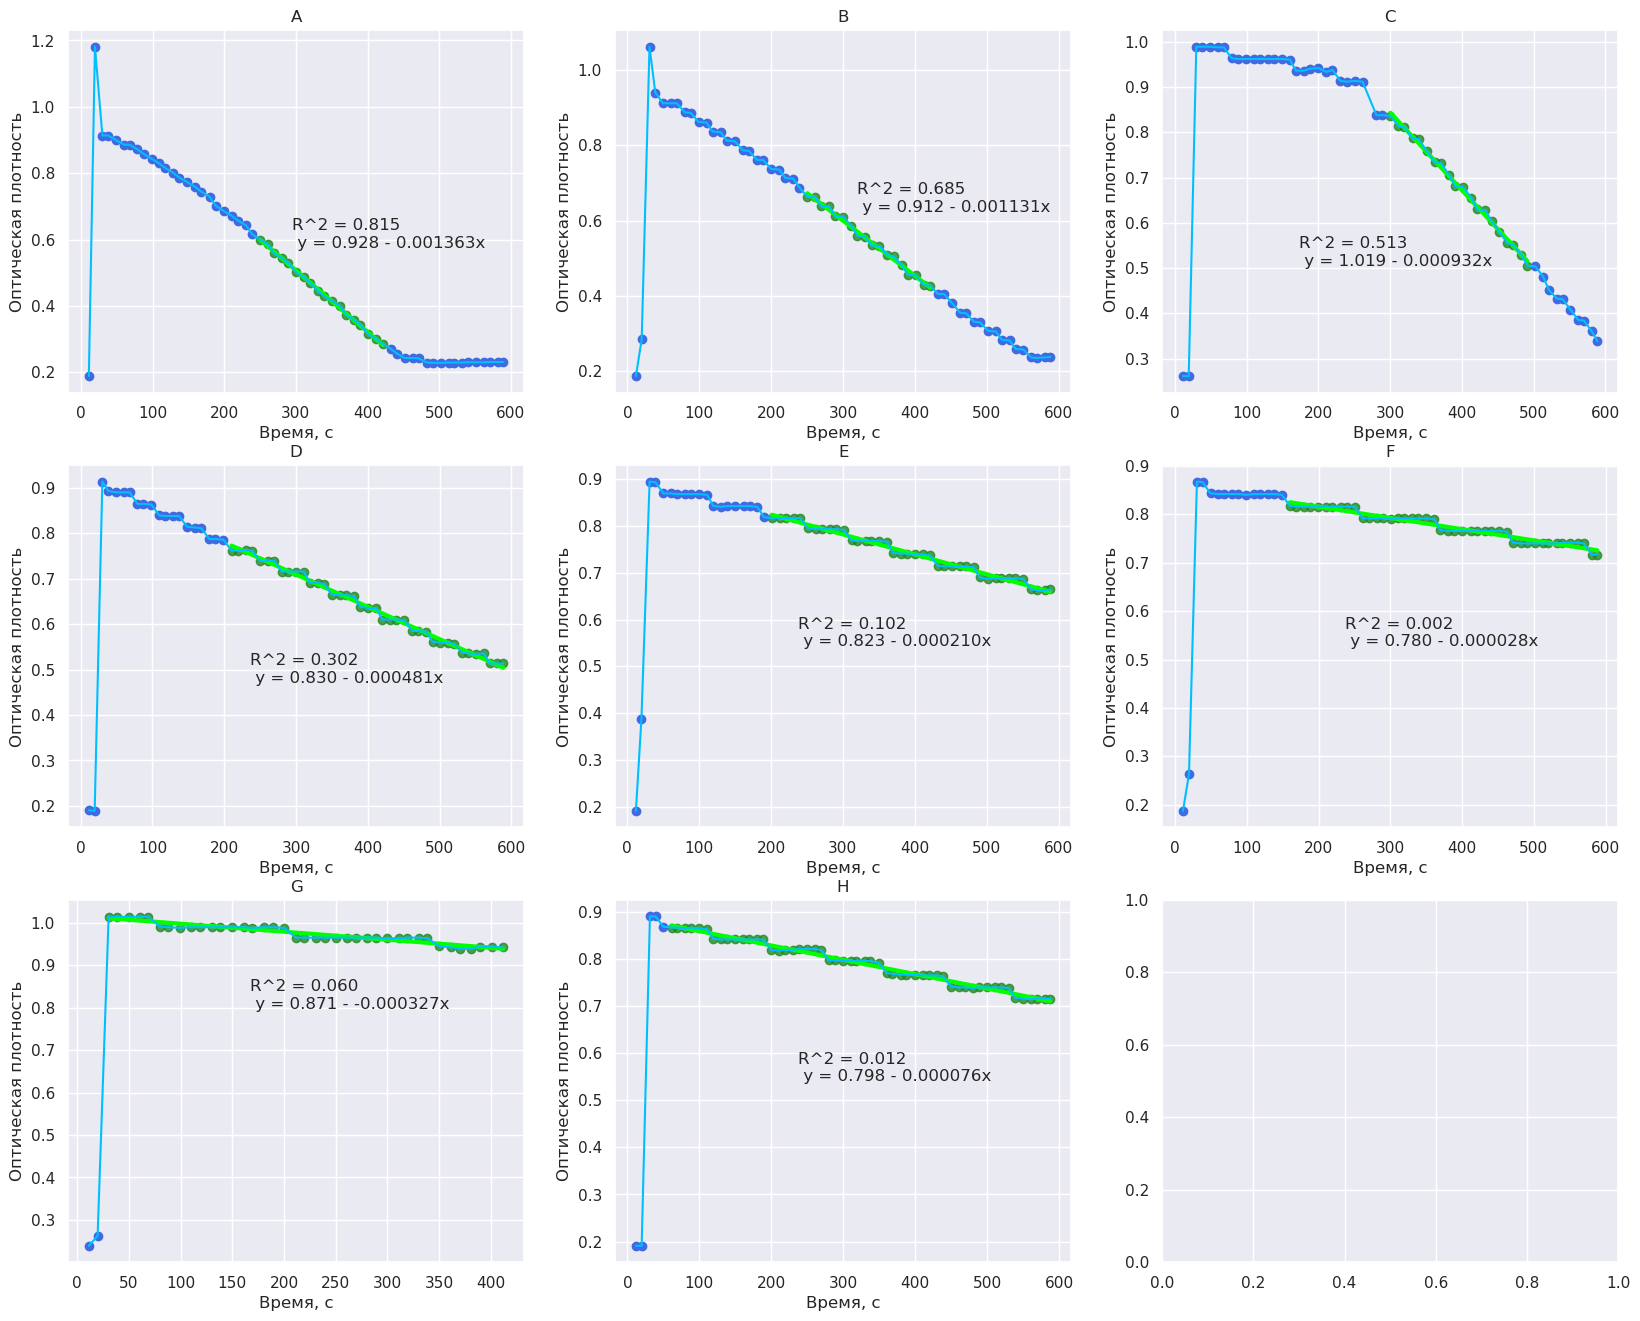 A
Оптическая плотность
1.2
1.0
0.8
0.6
0.4
0.2
R^2 = 0.815
y = 0.928 - 0.001363x
0 100 200 300 400 500 600
Время, с
B
Оптическая плотность
1.0
0.8
0.6
0.4
0.2
R^2 = 0.685
y = 0.912 - 0.001131x
0 100 200 300 400 500 600
Время, с
C
Оптическая плотность
1.0
0.9
0.8
0.7
0.6
0.5
0.4
0.3
R^2 = 0.513
y = 1.019 - 0.000932x
0 100 200 300 400 500 600
Время, с
D
Оптическая плотность
0.9
0.8
0.7
0.6
0.5
0.4
0.3
0.2
R^2 = 0.302
y = 0.830 - 0.000481x
0 100 200 300 400 500 600
Время, с
E
Оптическая плотность
0.9
0.8
0.7
0.6
0.5
0.4
0.3
0.2
R^2 = 0.102
y = 0.823 - 0.000210x
0 100 200 300 400 500 600
Время, с
F
Оптическая плотность
0.9
0.8
0.7
0.6
0.5
0.4
0.3
0.2
R^2 = 0.002
y = 0.780 - 0.000028x
0 100 200 300 400 500 600
Время, с
G
Оптическая плотность
1.0
0.9
0.8
0.7
0.6
0.5
0.4
0.3
R^2 = 0.060
y = 0.871 - -0.000327x
0 50 100 150 200 250 300 350 400
Время, с
H
Оптическая плотность
0.9
0.8
0.7
0.6
0.5
0.4
0.3
0.2
R^2 = 0.012
y = 0.798 - 0.000076x
0 100 200 300 400 500 600
Время, с
1.0
0.8
0.6
0.4
0.2
0.0
0.0 0.2 0.4 0.6 0.8 1.0